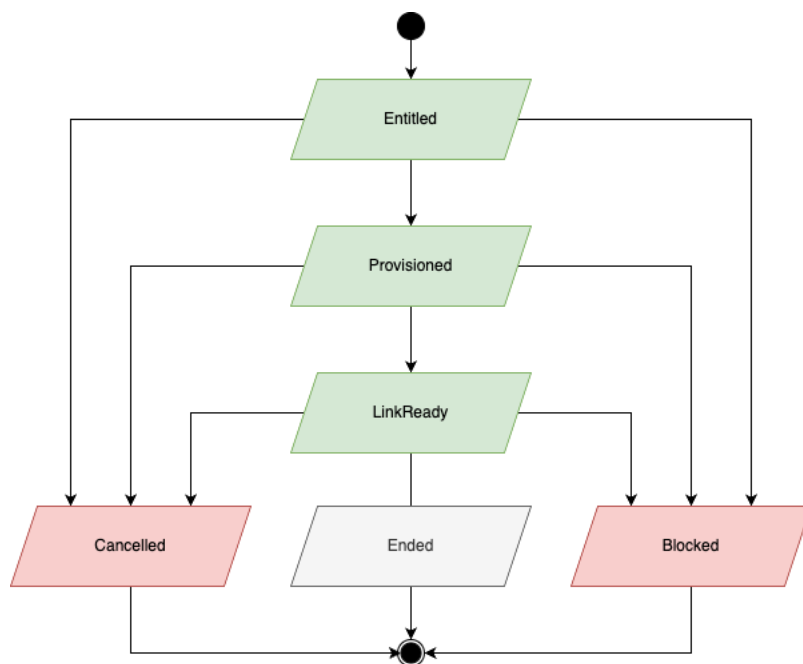 Entitled
Provisioned
LinkReady
Cancelled
Ended
Blocked